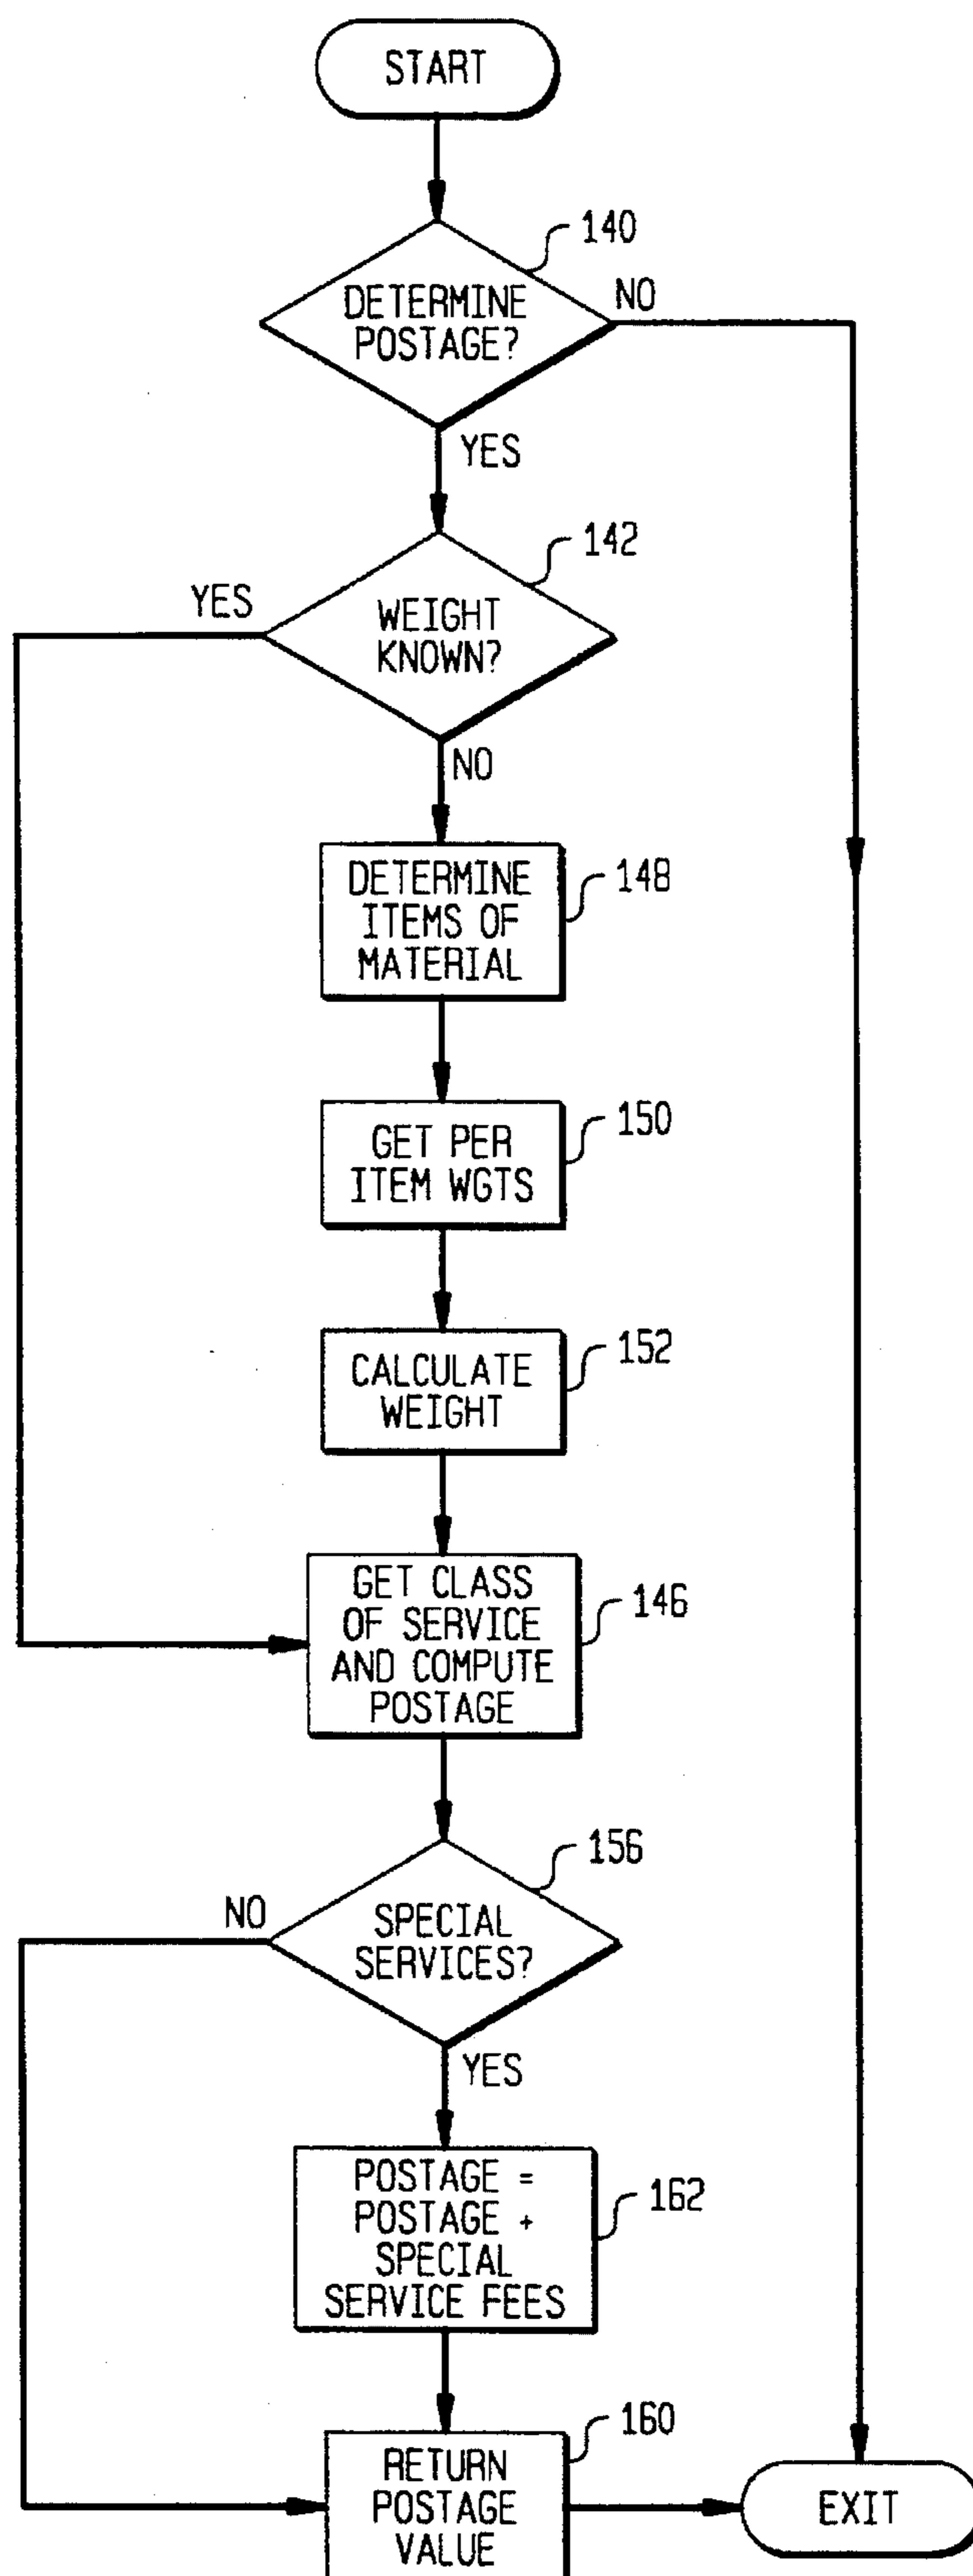 START
140
DETERMINE
POSTAGE?
NO
YES
142
YES
WEIGHT
KNOWN?
NO
DETERMINE
ITEMS OF
MATERIAL
148
GET PER
ITEM WGTS
150
CALCULATE
WEIGHT
152
GET CLASS
OF SERVICE
AND COMPUTE
POSTAGE
146
156
NO
SPECIAL
SERVICES?
YES
POSTAGE =
POSTAGE +
SPECIAL
SERVICE FEES
162
160
RETURN
POSTAGE
VALUE
EXIT